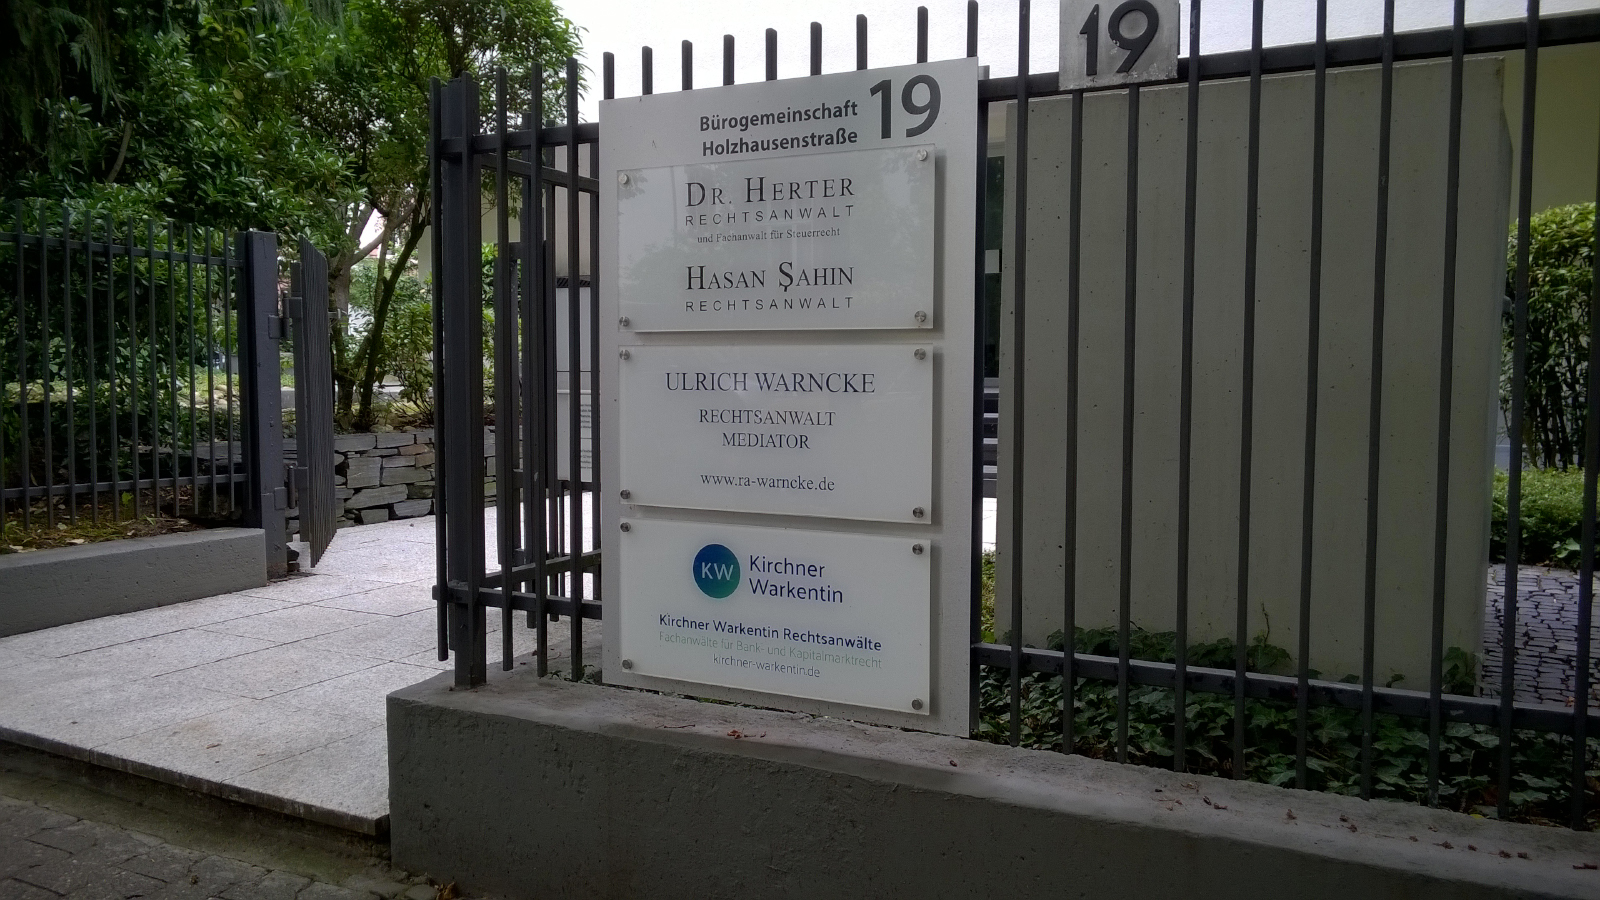 19
Bürogemeinschaft
Holzhausenstraße
19
DR. HERTER
RECHTSANWALT
und Fachanwalt für Steuerrecht
HASAN ŞAHIN
RECHTSANWALT
ULRICH WARNCKE
RECHTSANWALT
MEDIATOR
www.ra-warncke.de
KW
Kirchner
Warkentin
Kirchner Warkentin Rechtsanwälte
Fachanwälte für Bank- und Kapitalmarktrecht
kirchner-warkentin.de